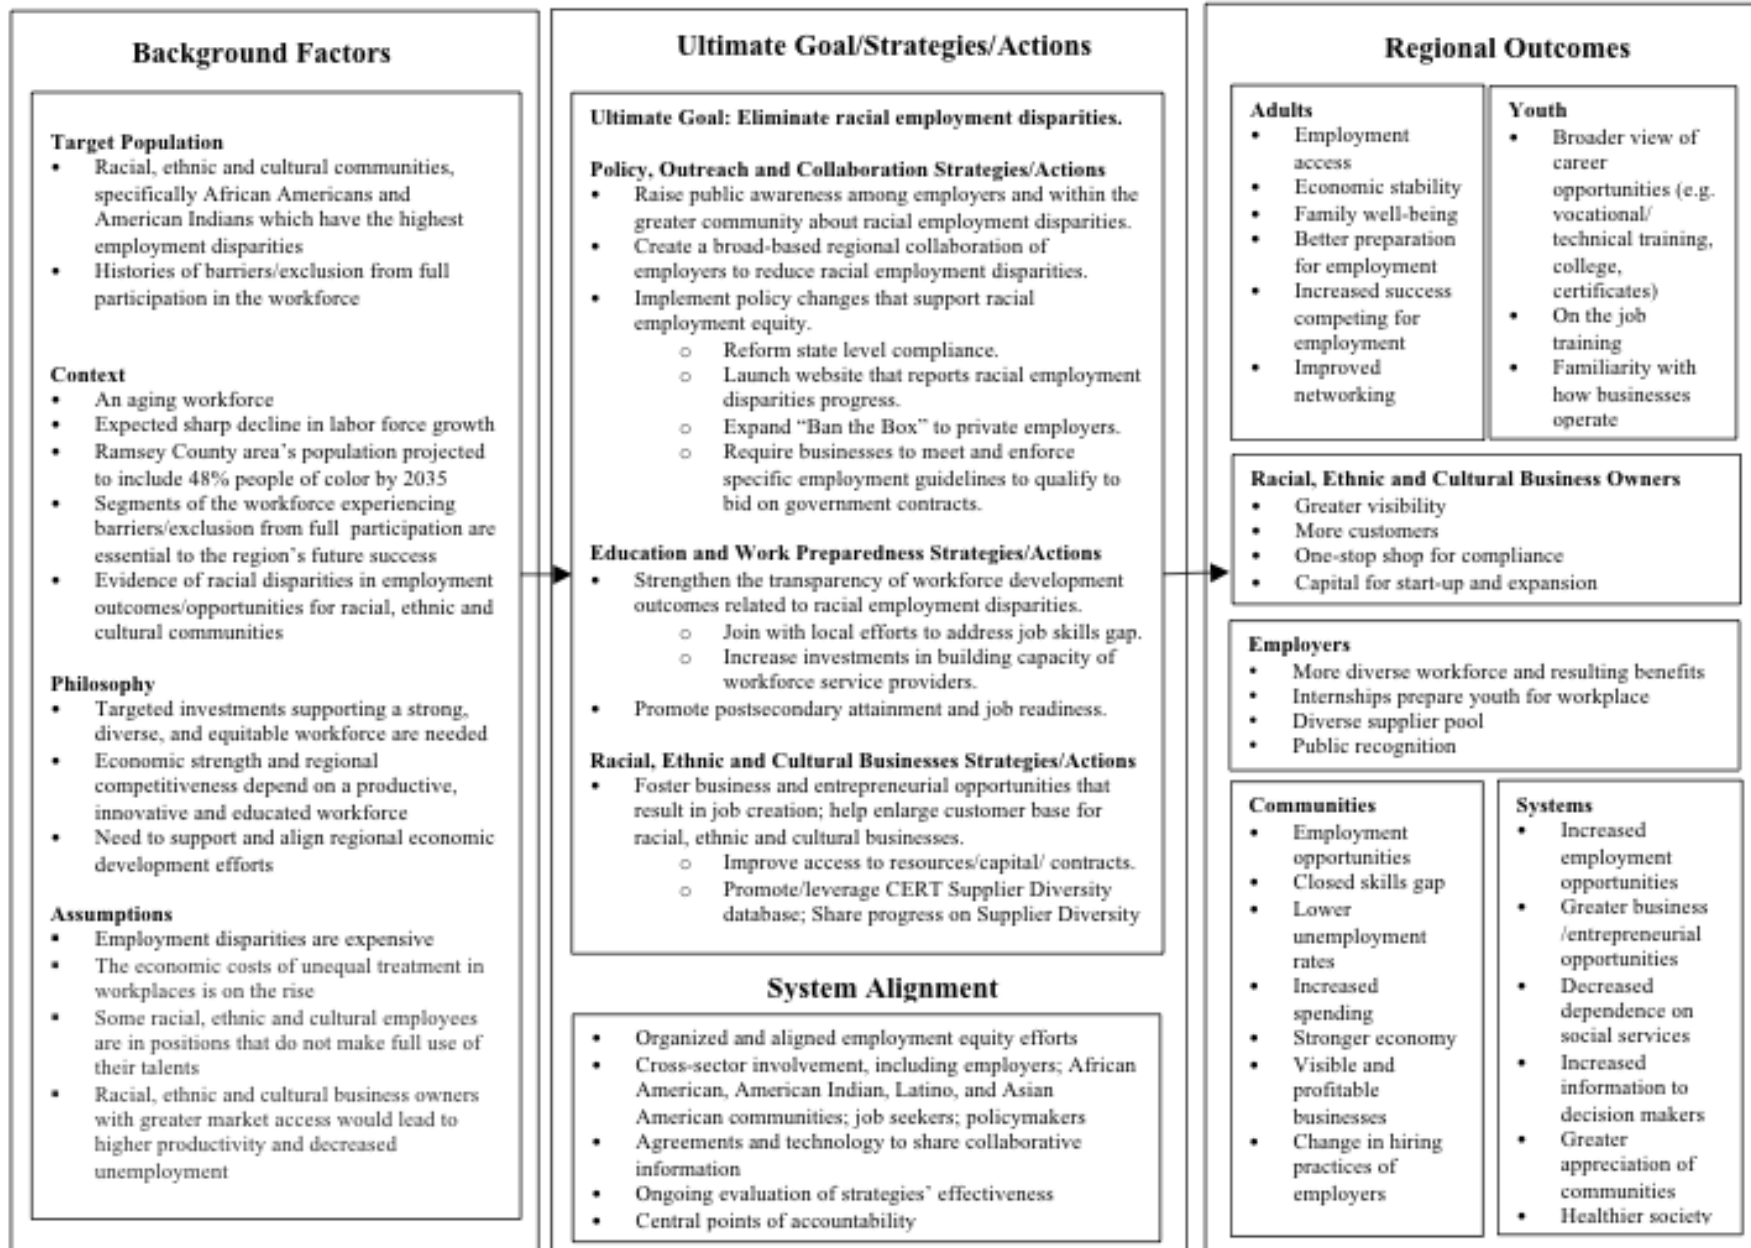 Background Factors
Target Population
• Racial, ethnic and cultural communities,
specifically African Americans and
American Indians which have the highest
employment disparities
• Histories of barriers/exclusion from full
participation in the workforce
Context
• An aging workforce
• Expected sharp decline in labor force growth
• Ramsey County area's population projected
to include 48% people of color by 2035
• Segments of the workforce experiencing
barriers/exclusion from full participation are
essential to the region's future success
• Evidence of racial disparities in employment
outcomes/opportunities for racial, ethnic and
cultural communities
Philosophy
• Targeted investments supporting a strong,
diverse, and equitable workforce are needed
• Economic strength and regional
competitiveness depend on a productive,
innovative and educated workforce
• Need to support and align regional economic
development efforts
Assumptions
▪ Employment disparities are expensive
▪ The economic costs of unequal treatment in
workplaces is on the rise
▪ Some racial, ethnic and cultural employees
are in positions that do not make full use of
their talents
▪ Racial, ethnic and cultural business owners
with greater market access would lead to
higher productivity and decreased
unemployment
Ultimate Goal/Strategies/Actions
Ultimate Goal: Eliminate racial employment disparities.
Policy, Outreach and Collaboration Strategies/Actions
• Raise public awareness among employers and within the
greater community about racial employment disparities.
• Create a broad-based regional collaboration of
employers to reduce racial employment disparities.
• Implement policy changes that support racial
employment equity.
o Reform state level compliance.
o Launch website that reports racial employment
disparities progress.
o Expand “Ban the Box” to private employers.
o Require businesses to meet and enforce
specific employment guidelines to qualify to
bid on government contracts.
Education and Work Preparedness Strategies/Actions
• Strengthen the transparency of workforce development
outcomes related to racial employment disparities.
o Join with local efforts to address job skills gap.
o Increase investments in building capacity of
workforce service providers.
• Promote postsecondary attainment and job readiness.
Racial, Ethnic and Cultural Businesses Strategies/Actions
• Foster business and entrepreneurial opportunities that
result in job creation; help enlarge customer base for
racial, ethnic and cultural businesses.
o Improve access to resources/capital/ contracts.
o Promote/leverage CERT Supplier Diversity
database; Share progress on Supplier Diversity
System Alignment
• Organized and aligned employment equity efforts
• Cross-sector involvement, including employers; African
American, American Indian, Latino, and Asian
American communities; job seekers; policymakers
• Agreements and technology to share collaborative
information
• Ongoing evaluation of strategies' effectiveness
• Central points of accountability
Regional Outcomes
Adults
• Employment
access
• Economic stability
• Family well-being
• Better preparation
for employment
• Increased success
competing for
employment
• Improved
networking
Youth
• Broader view of
career
opportunities (e.g.
vocational/
technical training,
college,
certificates)
• On the job
training
• Familiarity with
how businesses
operate
Racial, Ethnic and Cultural Business Owners
• Greater visibility
• More customers
• One-stop shop for compliance
• Capital for start-up and expansion
Employers
• More diverse workforce and resulting benefits
• Internships prepare youth for workplace
• Diverse supplier pool
• Public recognition
Communities
• Employment
opportunities
• Closed skills gap
• Lower
unemployment
rates
• Increased
spending
• Stronger economy
• Visible and
profitable
businesses
• Change in hiring
practices of
employers
Systems
• Increased
employment
opportunities
• Greater business
/entrepreneurial
opportunities
• Decreased
dependence on
social services
• Increased
information to
decision makers
• Greater
appreciation of
communities
• Healthier society